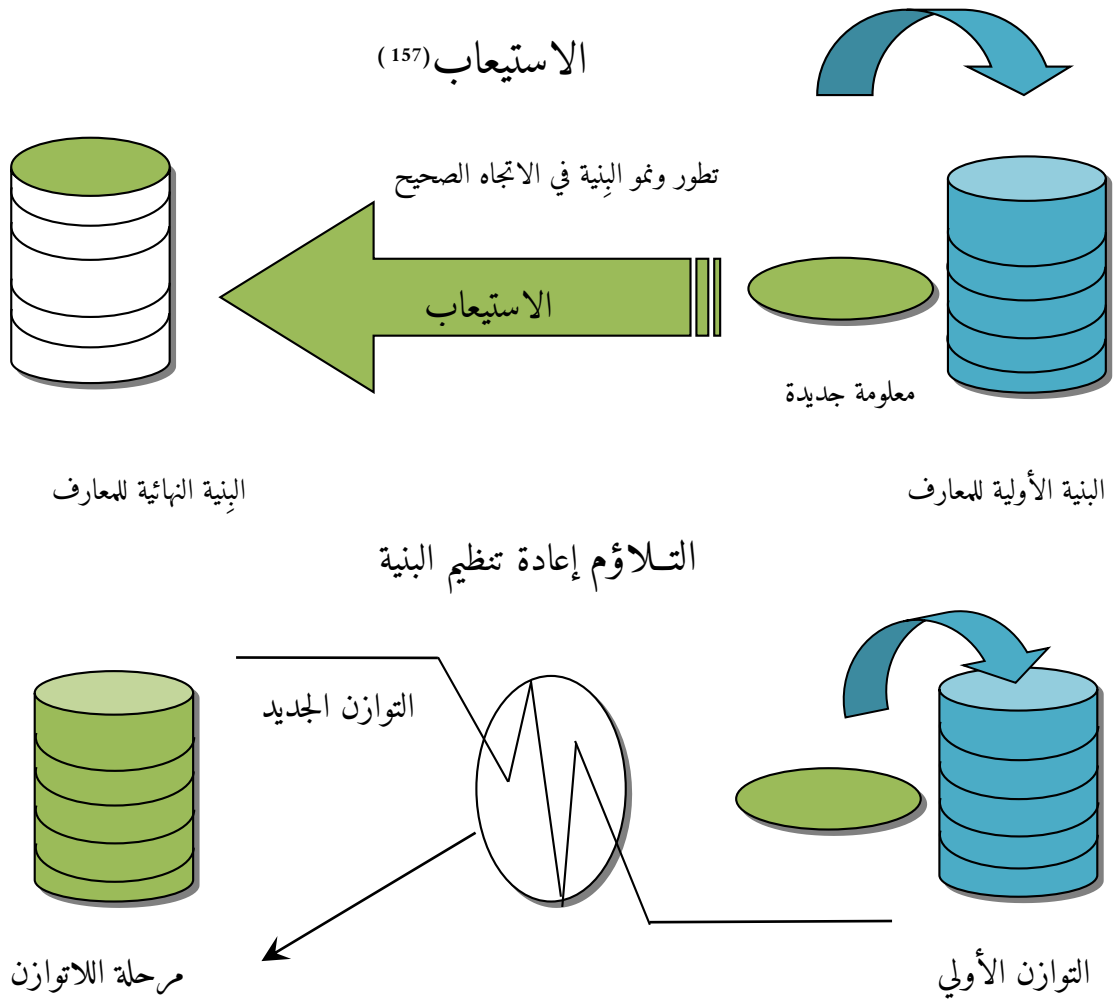 الاستيعاب(157)
تطور ونمو البِنية في الاتجاه الصحيح
الاستيعاب
معلومة جديدة
البنية الأولية للمعارف
البِنية النهائية للمعارف
التــلاؤم إعادة تنظيم البنية
التوازن الجديد
التوازن الأولي
مرحلة اللاتوازن